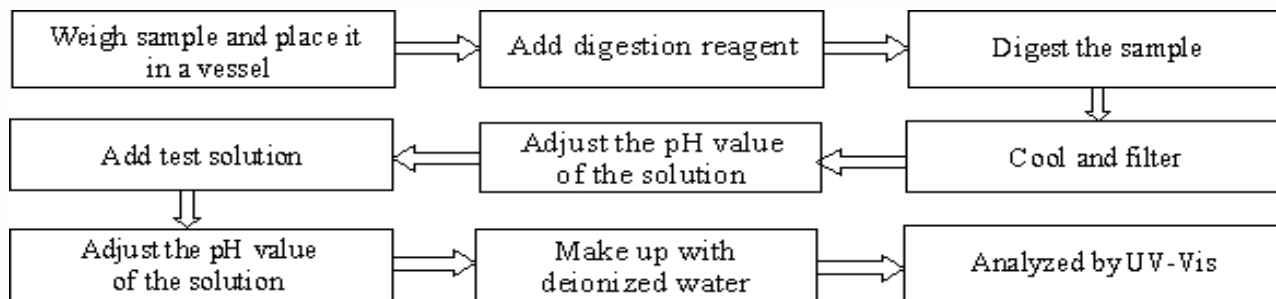 Weigh sample and place it
in a vessel
Add digestion reagent
Digest the sample
Cool and filter
Adjust the pH value
of the solution
Add test solution
Adjust the pH value
of the solution
Make up with
deionized water
Analyzed by UV-Vis